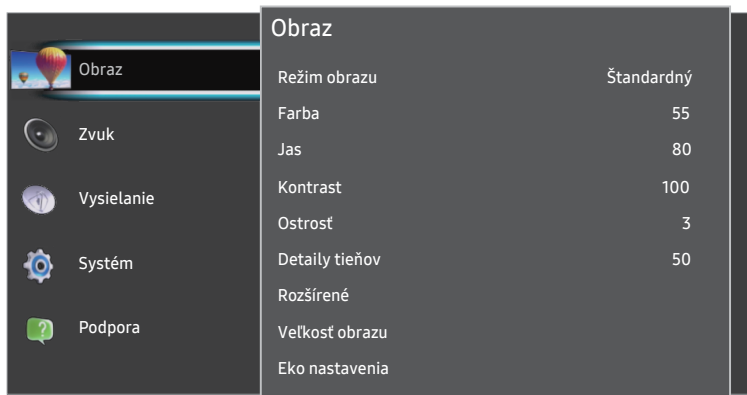 Obraz
Zvuk
Vysielanie
Systém
Podpora
Obraz
Režim obrazu Štandardný
Farba 55
Jas 80
Kontrast 100
Ostrosť 3
Detaily tieňov 50
Rozšírené
Veľkosť obrazu
Eko nastavenia